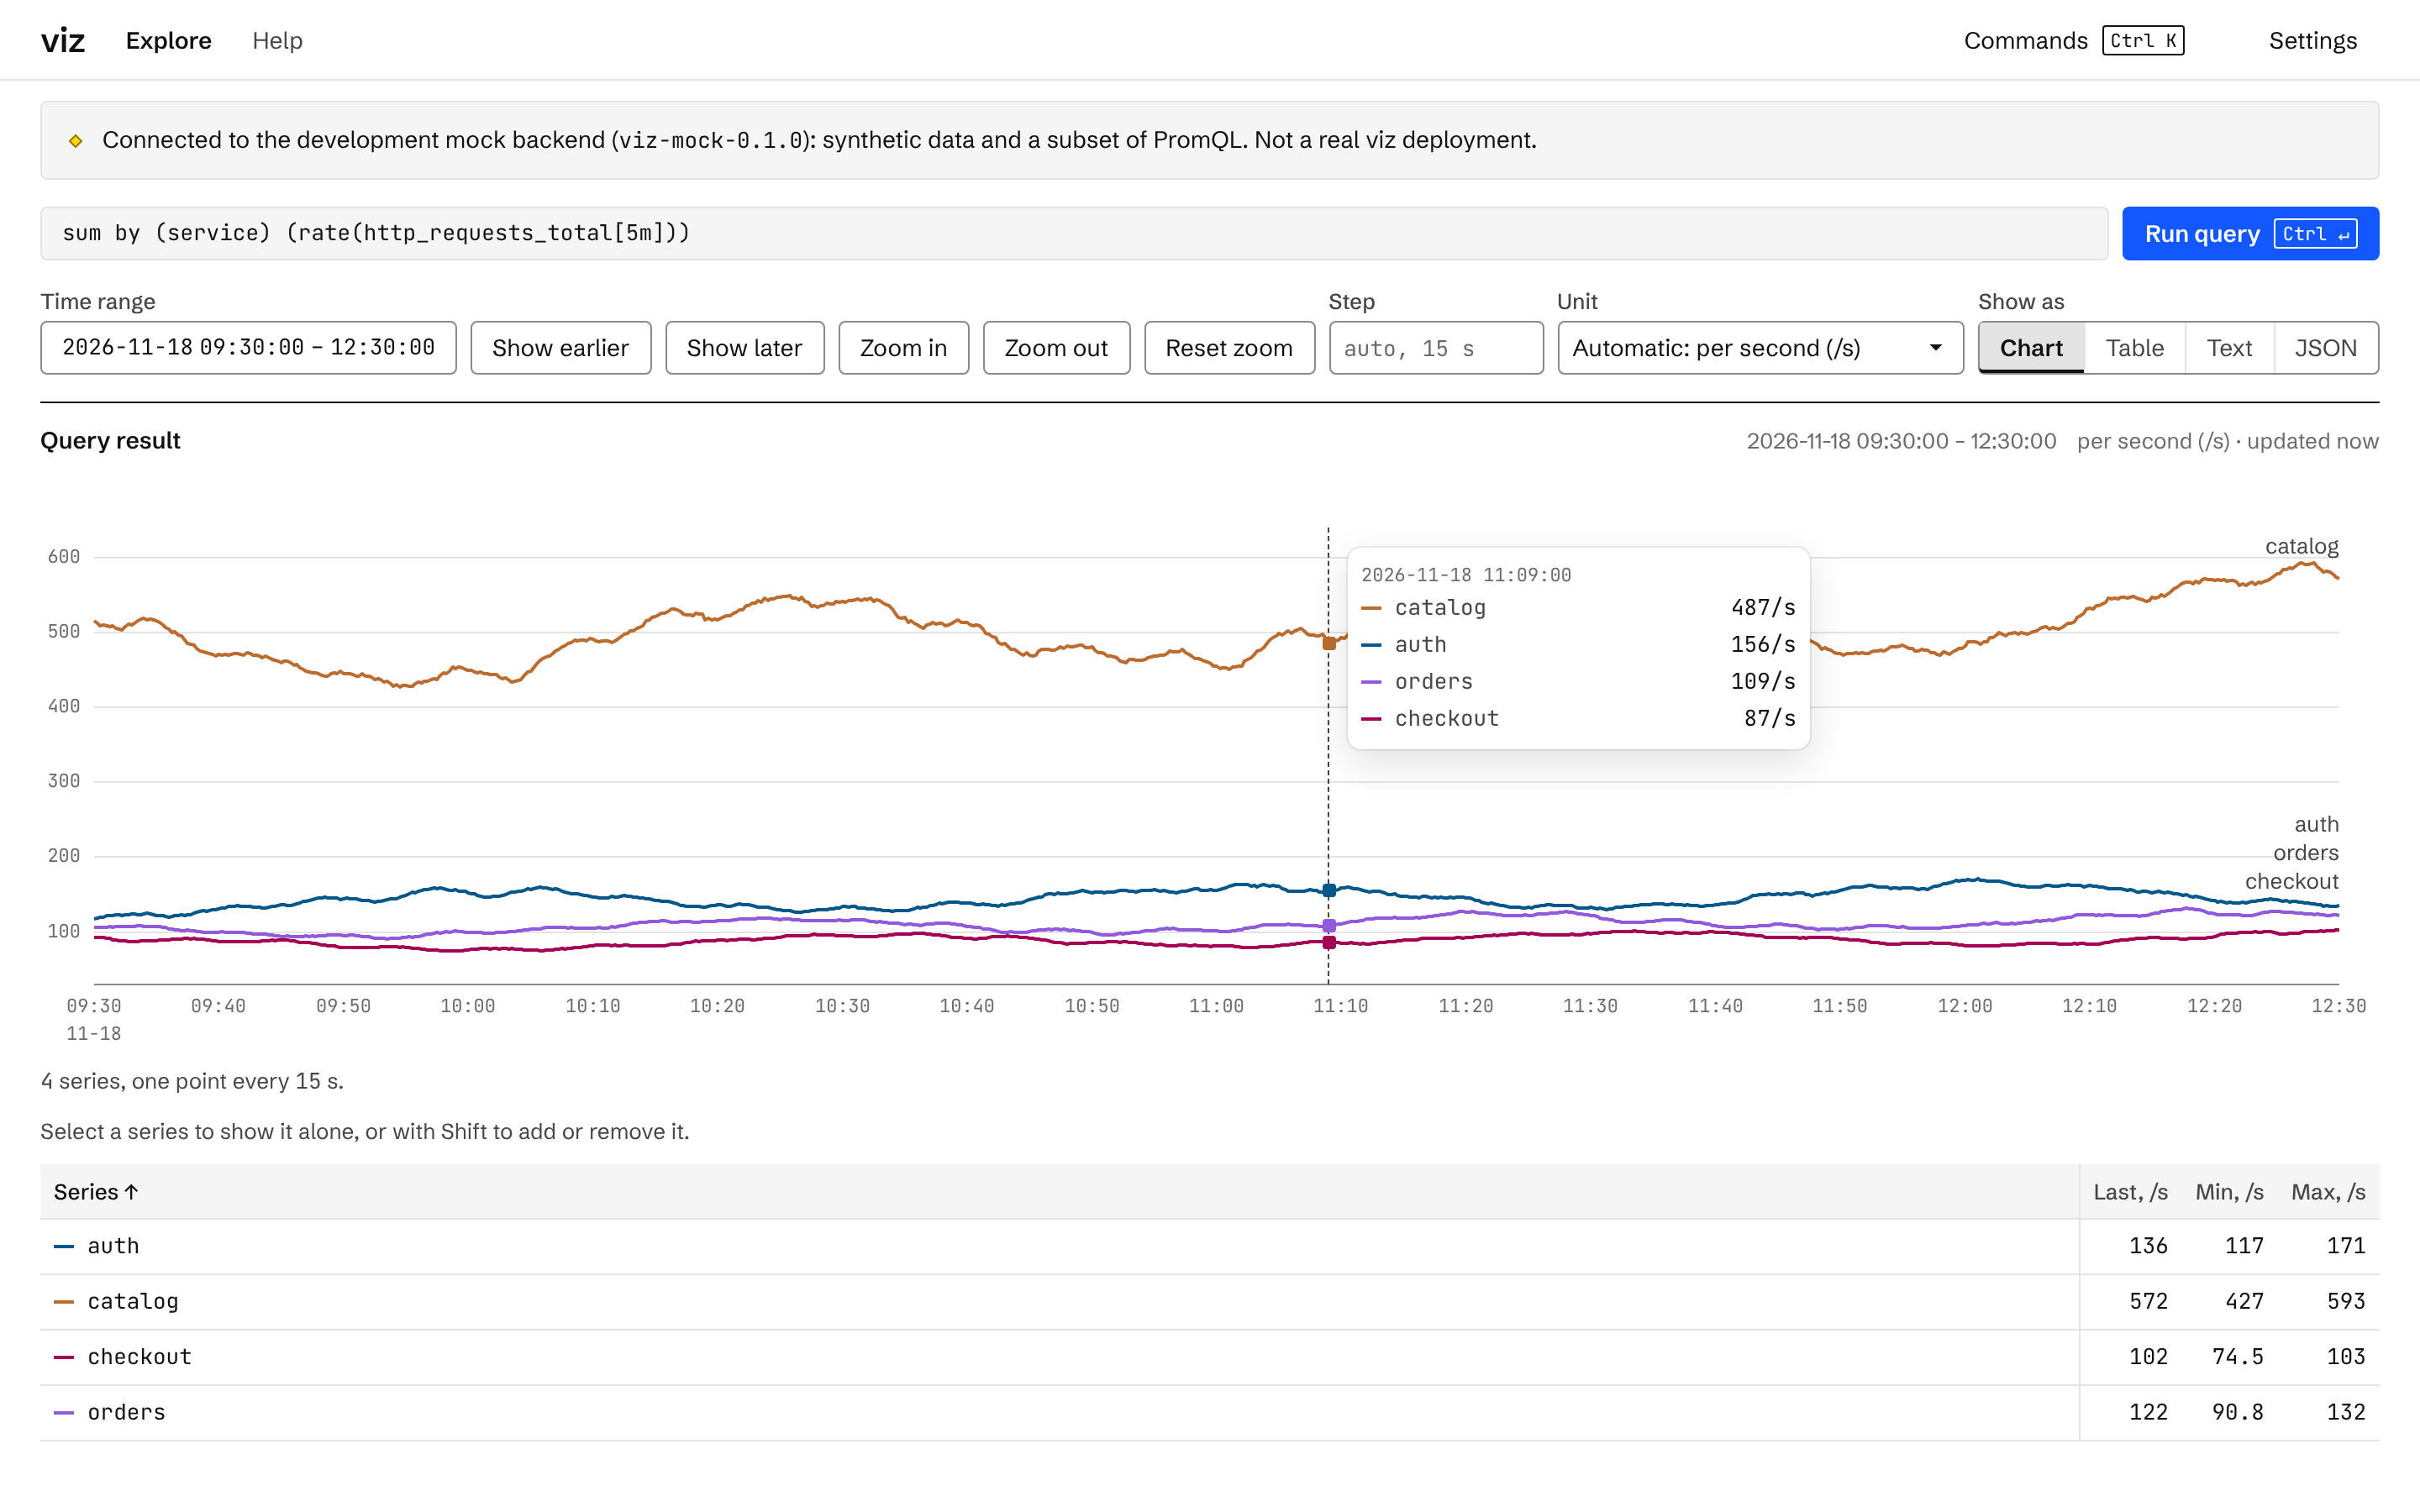 viz Explore Help Commands Ctrl K Settings
Connected to the development mock backend (viz-mock-0.1.0): synthetic data and a subset of PromQL. Not a real viz deployment.
sum by (service) (rate(http_requests_total[5m])) Run query Ctrl ↵
Time range Step Unit Show as
2026-11-18 09:30:00 – 12:30:00 Show earlier Show later Zoom in Zoom out Reset zoom auto, 15 s Automatic: per second (/s) Chart Table Text JSON
Query result 2026-11-18 09:30:00 – 12:30:00 per second (/s) · updated now
catalog
600
2026-11-18 11:09:00
catalog 487/s
500
auth 156/s
orders 109/s
400
checkout 87/s
300
auth
200
orders
checkout
100
09:30 09:40 09:50 10:00 10:10 10:20 10:30 10:40 10:50 11:00 11:10 11:20 11:30 11:40 11:50 12:00 12:10 12:20 12:30
11-18
4 series, one point every 15 s.
Select a series to show it alone, or with Shift to add or remove it.
Series ↑ Last, /s Min, /s Max, /s
auth 136 117 171
catalog 572 427 593
checkout 102 74.5 103
orders 122 90.8 132